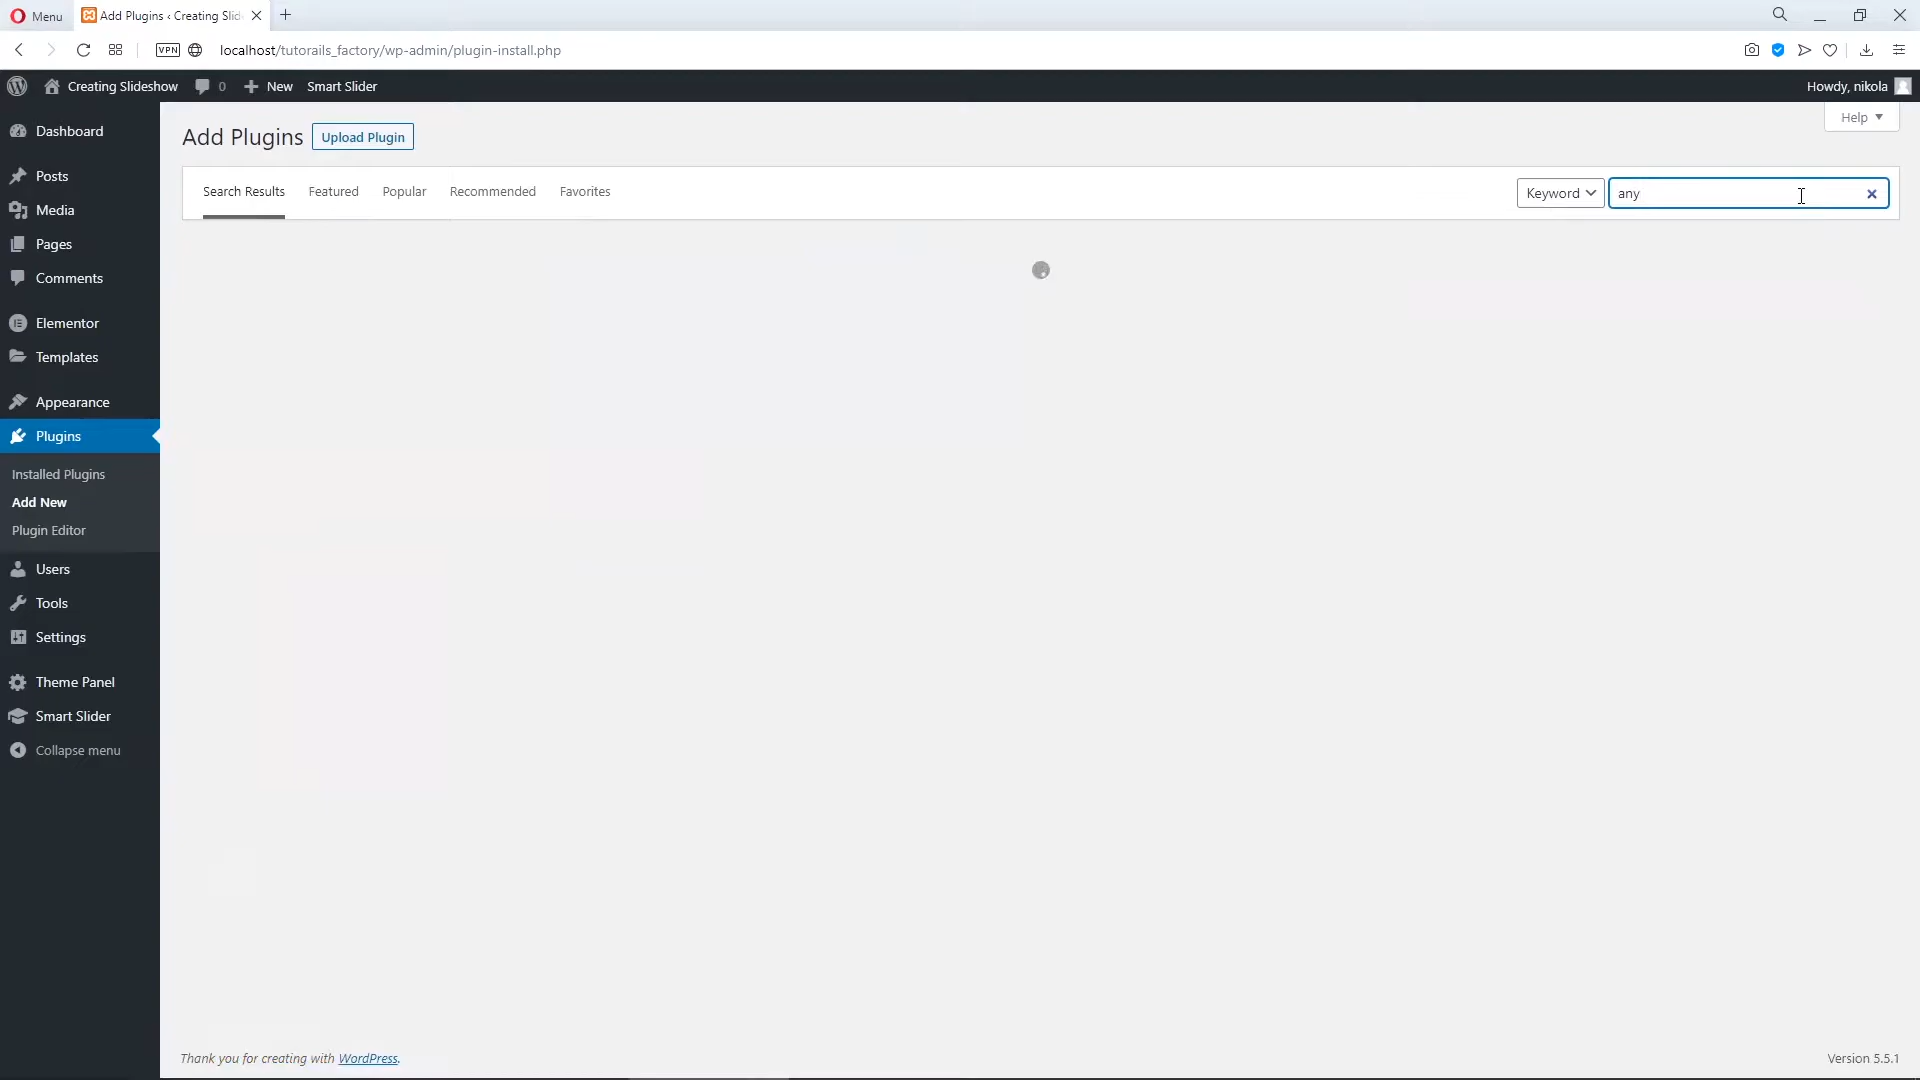 Menu
Add Plugins ‹ Creating Slid
VPN
localhost/tutorails_factory/wp-admin/plugin-install.php
Creating Slideshow 0 New Smart Slider
Howdy, nikola
Dashboard
Posts
Media
Pages
Comments
Elementor
Templates
Appearance
Plugins
Installed Plugins
Add New
Plugin Editor
Users
Tools
Settings
Theme Panel
Smart Slider
Collapse menu
Help
Add Plugins Upload Plugin
Search Results Featured Popular Recommended Favorites Keyword any
Thank you for creating with WordPress.
Version 5.5.1